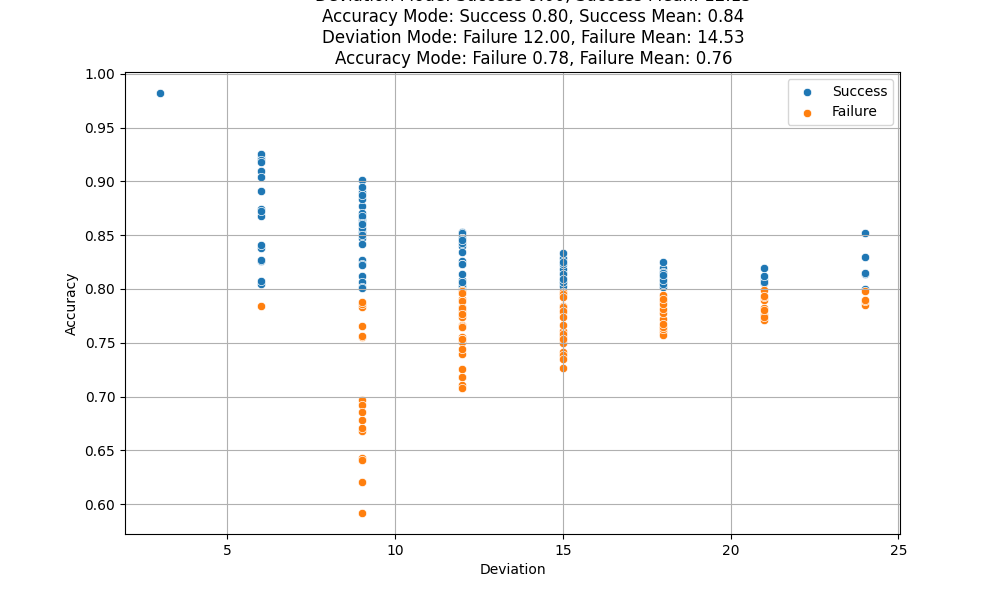 Accuracy Mode: Success 0.80, Success Mean: 0.84
Deviation Mode: Failure 12.00, Failure Mean: 14.53
Accuracy Mode: Failure 0.78, Failure Mean: 0.76
Success
Failure
1.00
0.95
0.90
0.85
0.80
0.75
0.70
0.65
0.60
Accuracy
5
10
15
20
25
Deviation